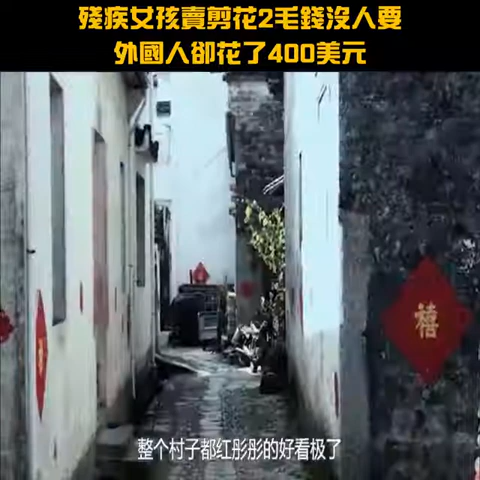 殘疾女孩賣剪花2毛錢沒人要
外國人卻花了400美元
禧
整个村子都红彤彤的好看极了